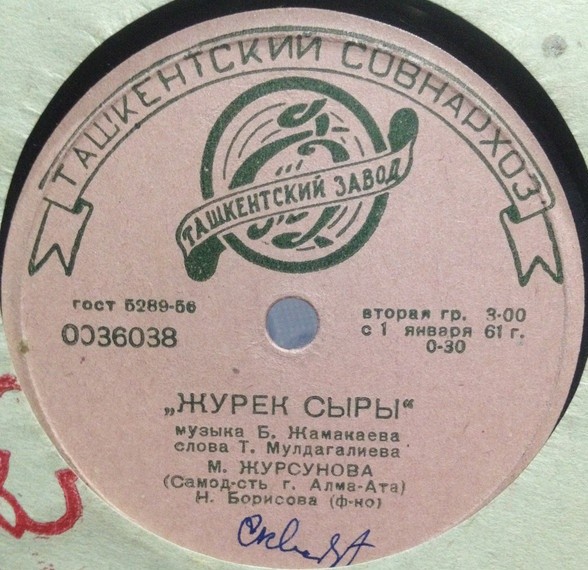 ТАШКЕНТСКИЙ СОВНАРХОЗ
ТАШКЕНТСКИЙ ЗАВОД
гост 5289-56
0036038
вторая гр. 3-00
с 1 января 61 г.
0-30
„ЖУРЕК СЫРЫ“
музыка Б. Жамакаева
слова Т. Мулдагалиева
М. ЖУРСУНОВА
(Самод-сть г. Алма-Ата)
Н. Борисова (ф-но)